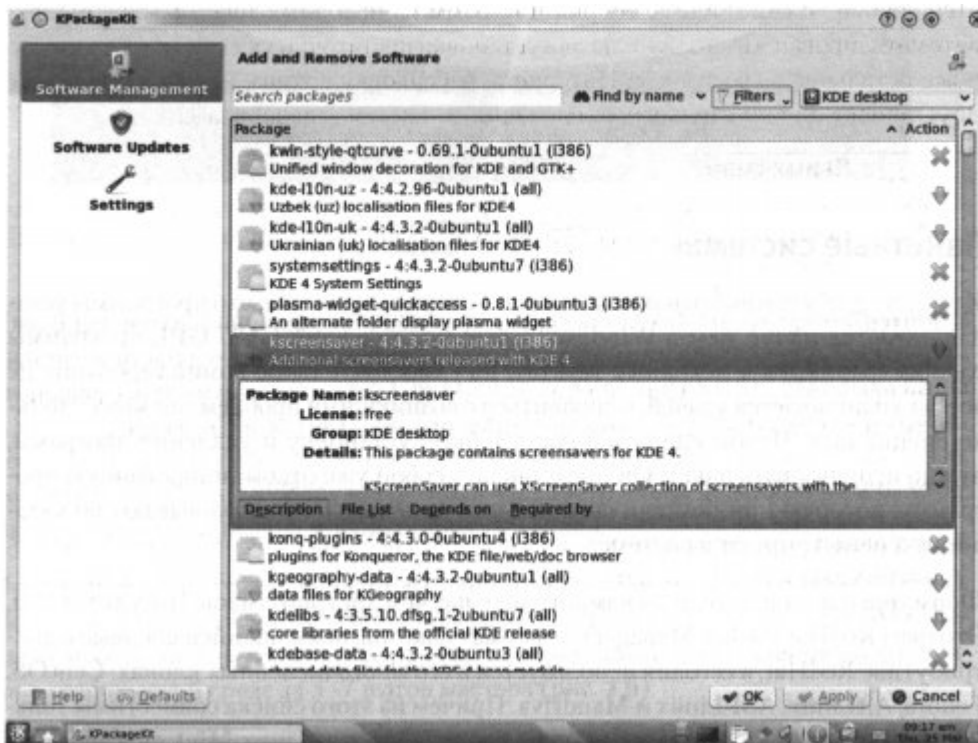 KPackageKit
Add and Remove Software
Software Management
Software Updates
Settings
Search packages
Find by name
Filters
KDE desktop
Package
Action
kwin-style-qtcurve - 0.69.1-0ubuntu1 (i386)
Unified window decoration for KDE and GTK+
kde-l10n-uz - 4:4.2.96-0ubuntu1 (all)
Uzbek (uz) localisation files for KDE4
kde-l10n-uk - 4:4.3.2-0ubuntu1 (all)
Ukrainian (uk) localisation files for KDE4
systemsettings - 4:4.3.2-0ubuntu7 (i386)
KDE 4 System Settings
plasma-widget-quickaccess - 0.8.1-0ubuntu3 (i386)
An alternate folder display plasma widget
kscreensaver - 4:4.3.2-0ubuntu1 (i386)
Additional screensavers released with KDE 4
Package Name: kscreensaver
License: free
Group: KDE desktop
Details: This package contains screensavers for KDE 4.
KScreenSaver can use XScreenSaver collection of screensavers with the
Description File List Depends on Required by
konq-plugins - 4:4.3.0-0ubuntu4 (i386)
plugins for Konqueror, the KDE file/web/doc browser
kgeography-data - 4:4.3.2-0ubuntu1 (all)
data files for KGeography
kdelibs - 4:3.5.10.dfsg.1-2ubuntu7 (all)
core libraries from the official KDE release
kdebase-data - 4:4.3.2-0ubuntu3 (all)
shared data files for the KDE 4 base module
Help
Defaults
OK
Apply
Cancel
KPackageKit
09:17 am